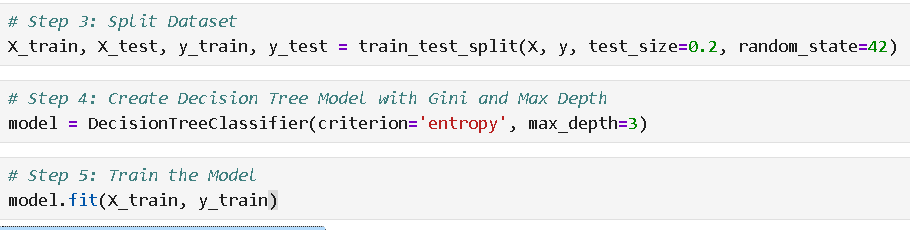 # Step 3: Split Dataset
X_train, X_test, y_train, y_test = train_test_split(X, y, test_size=0.2, random_state=42)
# Step 4: Create Decision Tree Model with Gini and Max Depth
model = DecisionTreeClassifier(criterion='entropy', max_depth=3)
# Step 5: Train the Model
model.fit(X_train, y_train)